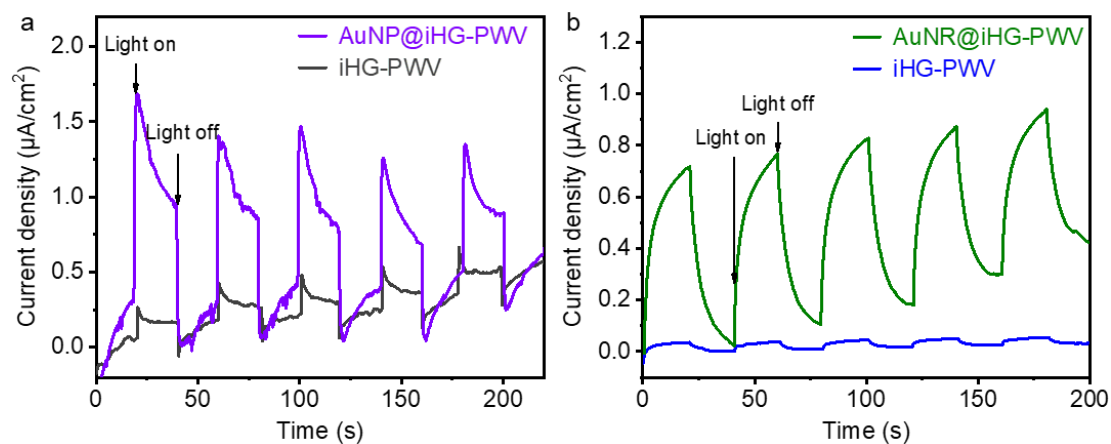 a
AuNP@iHG-PWV
iHG-PWV
Light on
Light off
Current density (µA/cm²)
2.0
1.5
1.0
0.5
0.0
0
50
100
150
200
Time (s)
b
AuNR@iHG-PWV
iHG-PWV
Light off
Light on
Current density (µA/cm²)
1.2
1.0
0.8
0.6
0.4
0.2
0.0
0
50
100
150
200
Time (s)